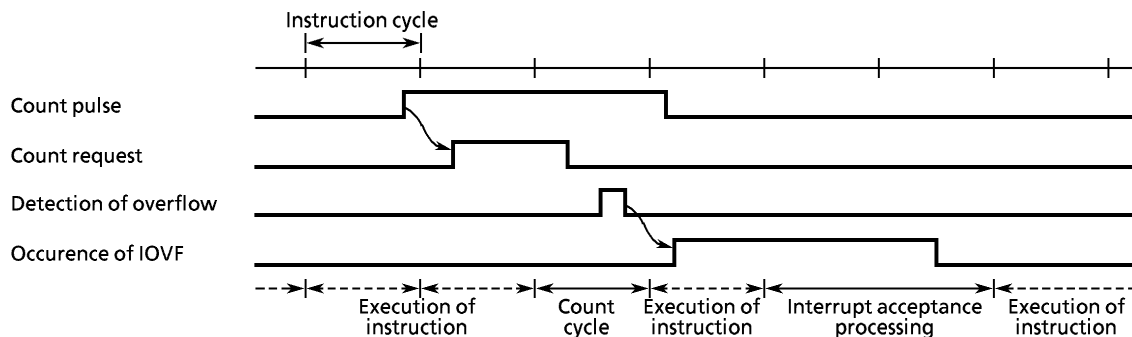 Instruction cycle
Count pulse
Count request
Detection of overflow
Occurence of IOVF
Execution of
instruction
Count
cycle
Execution of
instruction
Interrupt acceptance
processing
Execution of
instruction